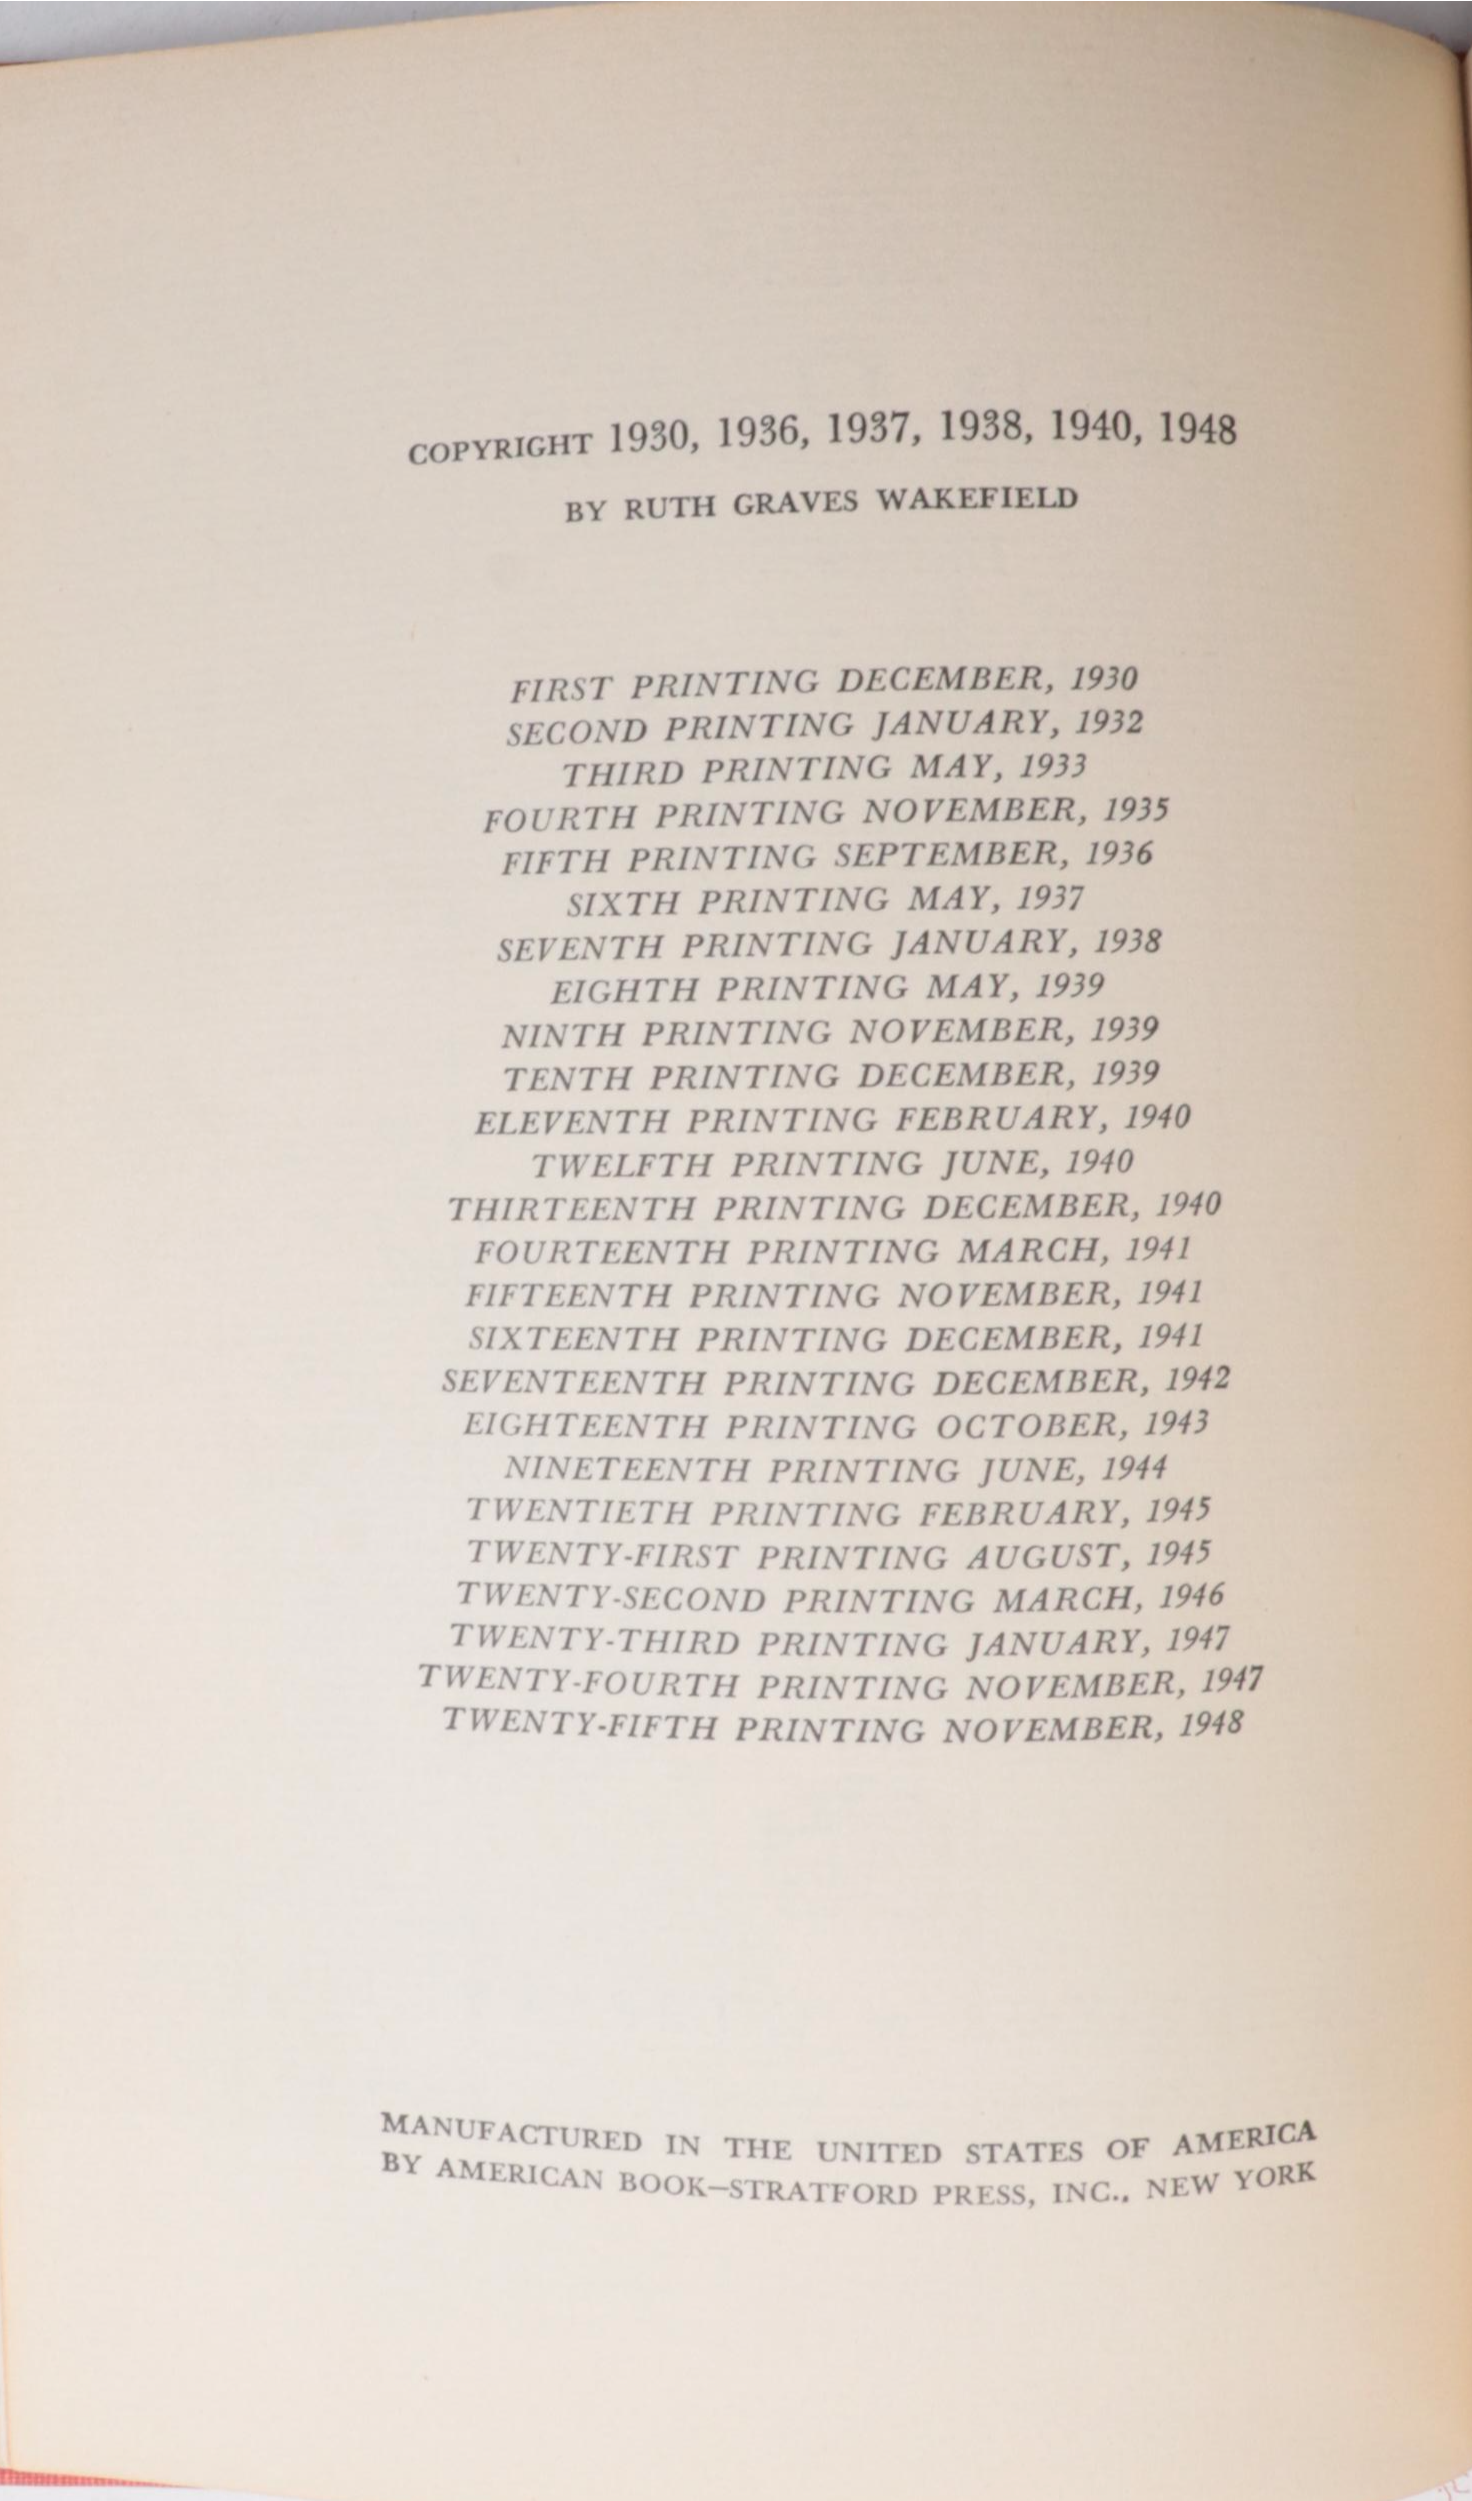 COPYRIGHT 1930, 1936, 1937, 1938, 1940, 1948
BY RUTH GRAVES WAKEFIELD
FIRST PRINTING DECEMBER, 1930
SECOND PRINTING JANUARY, 1932
THIRD PRINTING MAY, 1933
FOURTH PRINTING NOVEMBER, 1935
FIFTH PRINTING SEPTEMBER, 1936
SIXTH PRINTING MAY, 1937
SEVENTH PRINTING JANUARY, 1938
EIGHTH PRINTING MAY, 1939
NINTH PRINTING NOVEMBER, 1939
TENTH PRINTING DECEMBER, 1939
ELEVENTH PRINTING FEBRUARY, 1940
TWELFTH PRINTING JUNE, 1940
THIRTEENTH PRINTING DECEMBER, 1940
FOURTEENTH PRINTING MARCH, 1941
FIFTEENTH PRINTING NOVEMBER, 1941
SIXTEENTH PRINTING DECEMBER, 1941
SEVENTEENTH PRINTING DECEMBER, 1942
EIGHTEENTH PRINTING OCTOBER, 1943
NINETEENTH PRINTING JUNE, 1944
TWENTIETH PRINTING FEBRUARY, 1945
TWENTY-FIRST PRINTING AUGUST, 1945
TWENTY-SECOND PRINTING MARCH, 1946
TWENTY-THIRD PRINTING JANUARY, 1947
TWENTY-FOURTH PRINTING NOVEMBER, 1947
TWENTY-FIFTH PRINTING NOVEMBER, 1948
MANUFACTURED IN THE UNITED STATES OF AMERICA
BY AMERICAN BOOK—STRATFORD PRESS, INC., NEW YORK